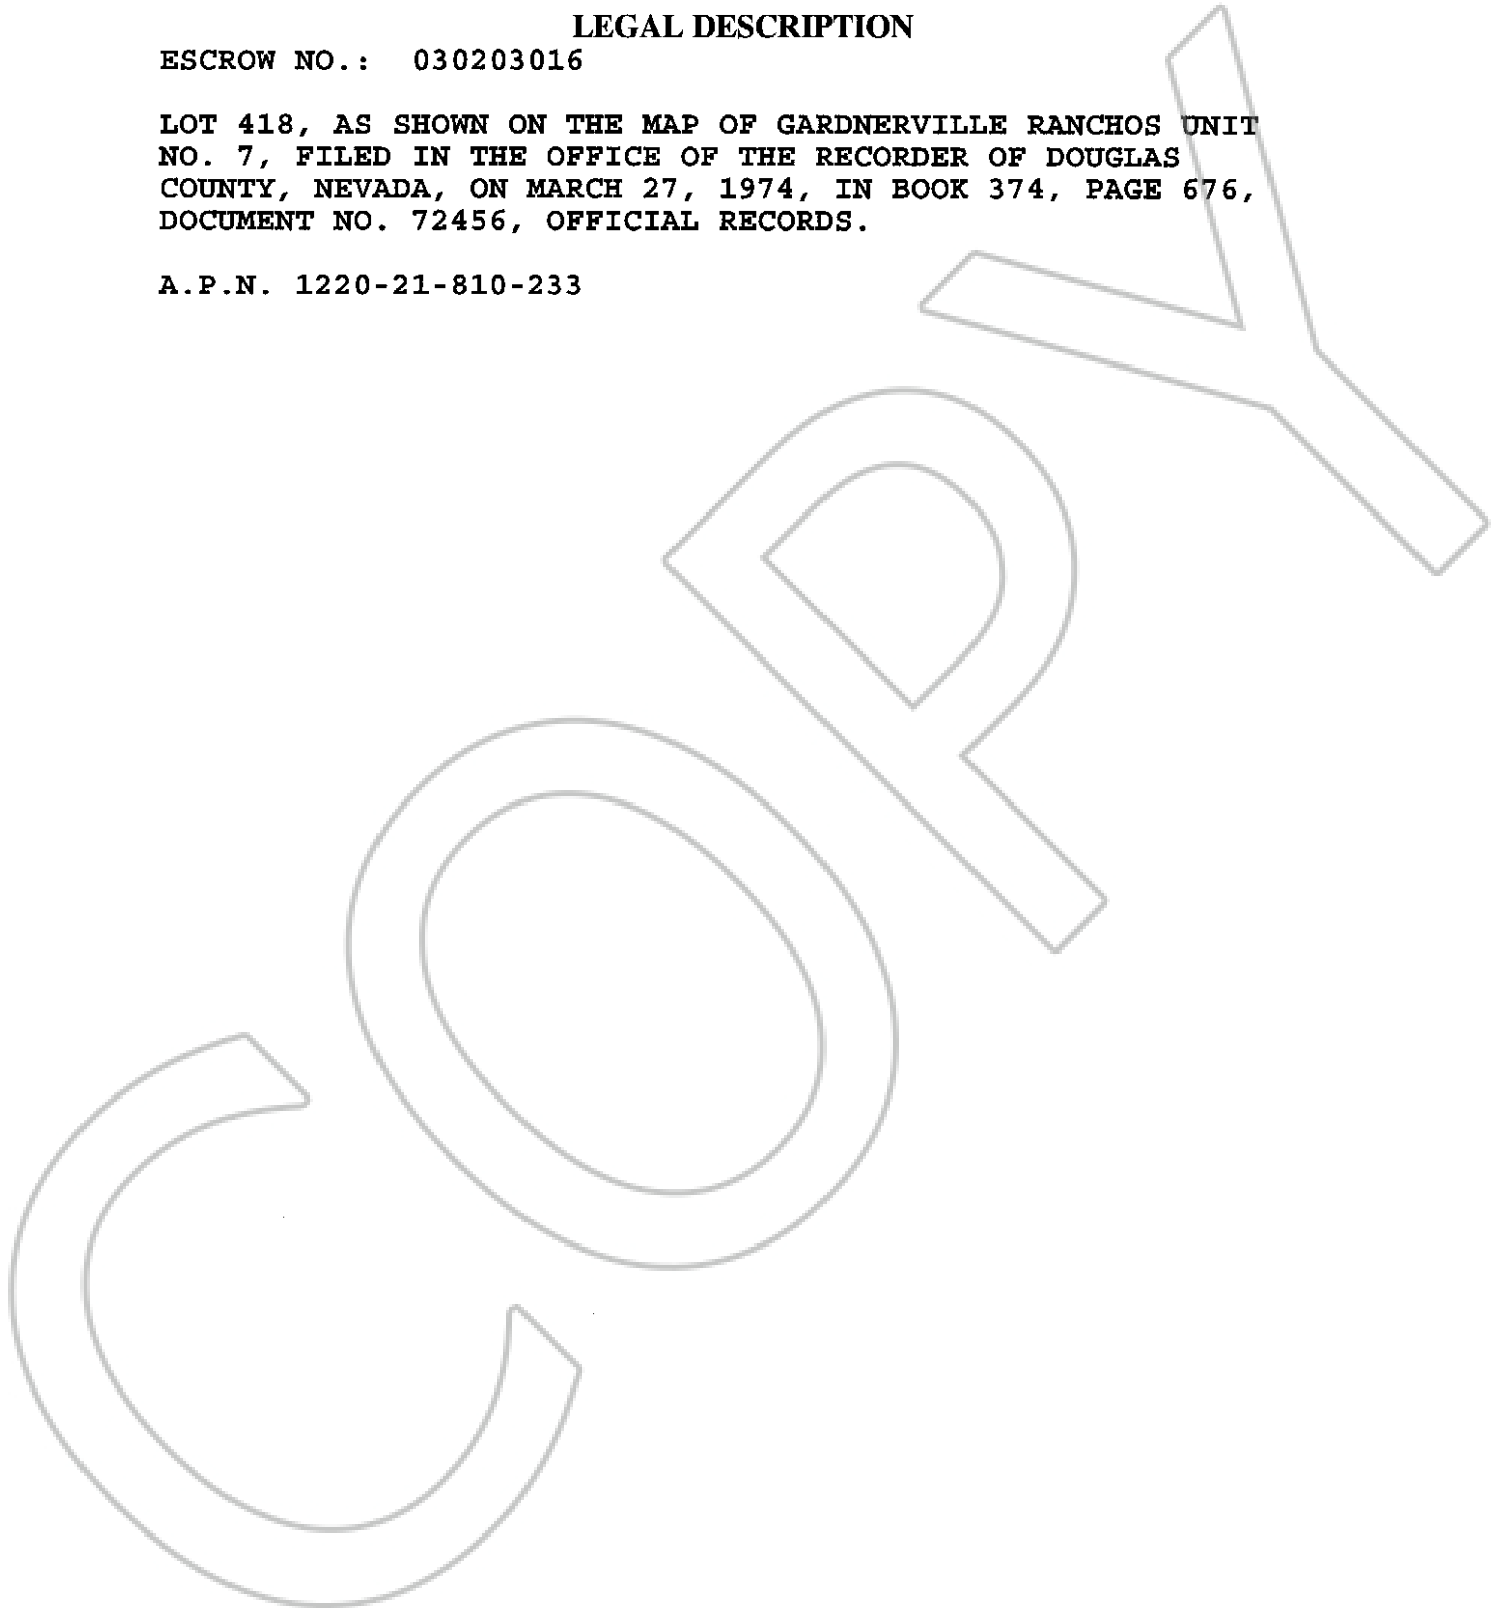 LEGAL DESCRIPTION
ESCROW NO.: 030203016
LOT 418, AS SHOWN ON THE MAP OF GARDNERVILLE RANCHOS UNIT
NO. 7, FILED IN THE OFFICE OF THE RECORDER OF DOUGLAS
COUNTY, NEVADA, ON MARCH 27, 1974, IN BOOK 374, PAGE 676,
DOCUMENT NO. 72456, OFFICIAL RECORDS.
A.P.N. 1220-21-810-233
COPY